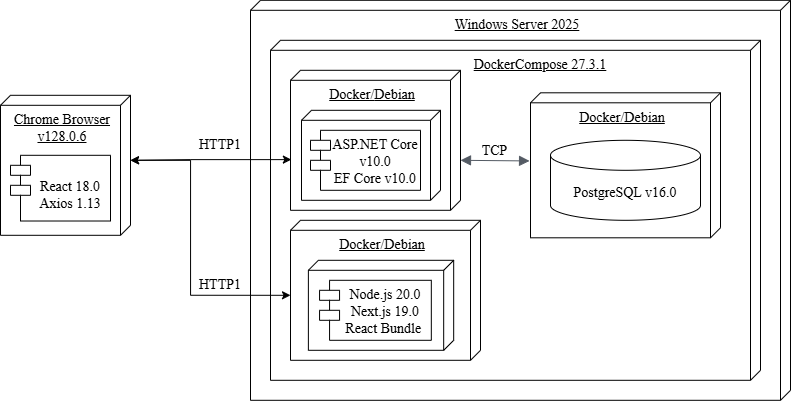 Windows Server 2025
DockerCompose 27.3.1
Docker/Debian
ASP.NET Core
v10.0
EF Core v10.0
TCP
Docker/Debian
PostgreSQL v16.0
Chrome Browser
v128.0.6
React 18.0
Axios 1.13
HTTP1
HTTP1
Docker/Debian
Node.js 20.0
Next.js 19.0
React Bundle